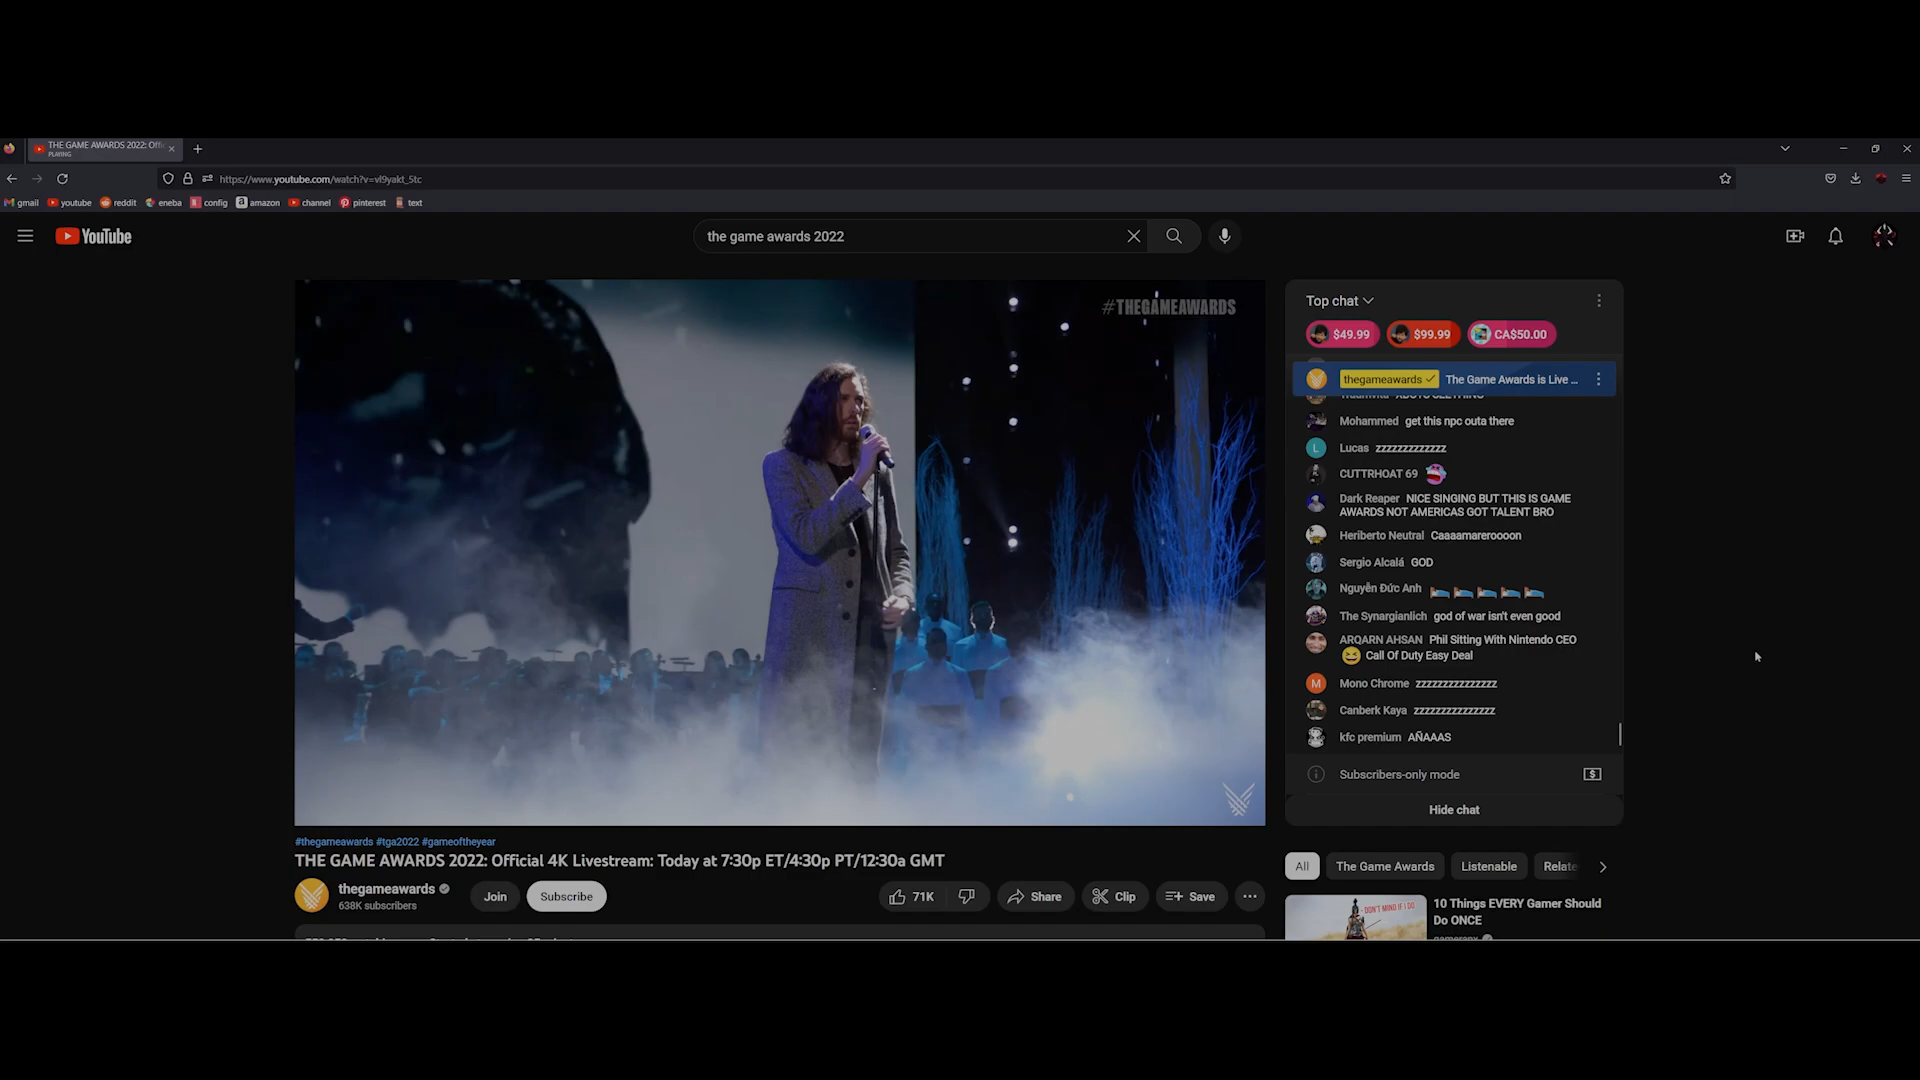 THE GAME AWARDS 2022: Offi
PLAYING
https://www.youtube.com/watch?v=vl9yakt_5tc
gmail youtube reddit eneba config amazon channel pinterest text
YouTube
the game awards 2022
#THEGAMEAWARDS
Top chat
$49.99 $99.99 CA$50.00
thegameawards The Game Awards is Live ...
Mohammed get this npc outa there
L Lucas zzzzzzzzzzzzz
CUTTRHOAT 69
Dark Reaper NICE SINGING BUT THIS IS GAME
AWARDS NOT AMERICAS GOT TALENT BRO
Heriberto Neutral Caaaamareroooon
Sergio Alcalá GOD
Nguyễn Đức Anh
The Synargianlich god of war isn't even good
ARQARN AHSAN Phil Sitting With Nintendo CEO
Call Of Duty Easy Deal
M Mono Chrome zzzzzzzzzzzzzzz
Canberk Kaya zzzzzzzzzzzzzzz
kfc premium AÑAAAS
Subscribers-only mode
Hide chat
#thegameawards #tga2022 #gameoftheyear
THE GAME AWARDS 2022: Official 4K Livestream: Today at 7:30p ET/4:30p PT/12:30a GMT
thegameawards
638K subscribers
Join Subscribe 71K Share Clip Save
All The Game Awards Listenable Relate
- DON'T MIND IF I DO
10 Things EVERY Gamer Should
Do ONCE